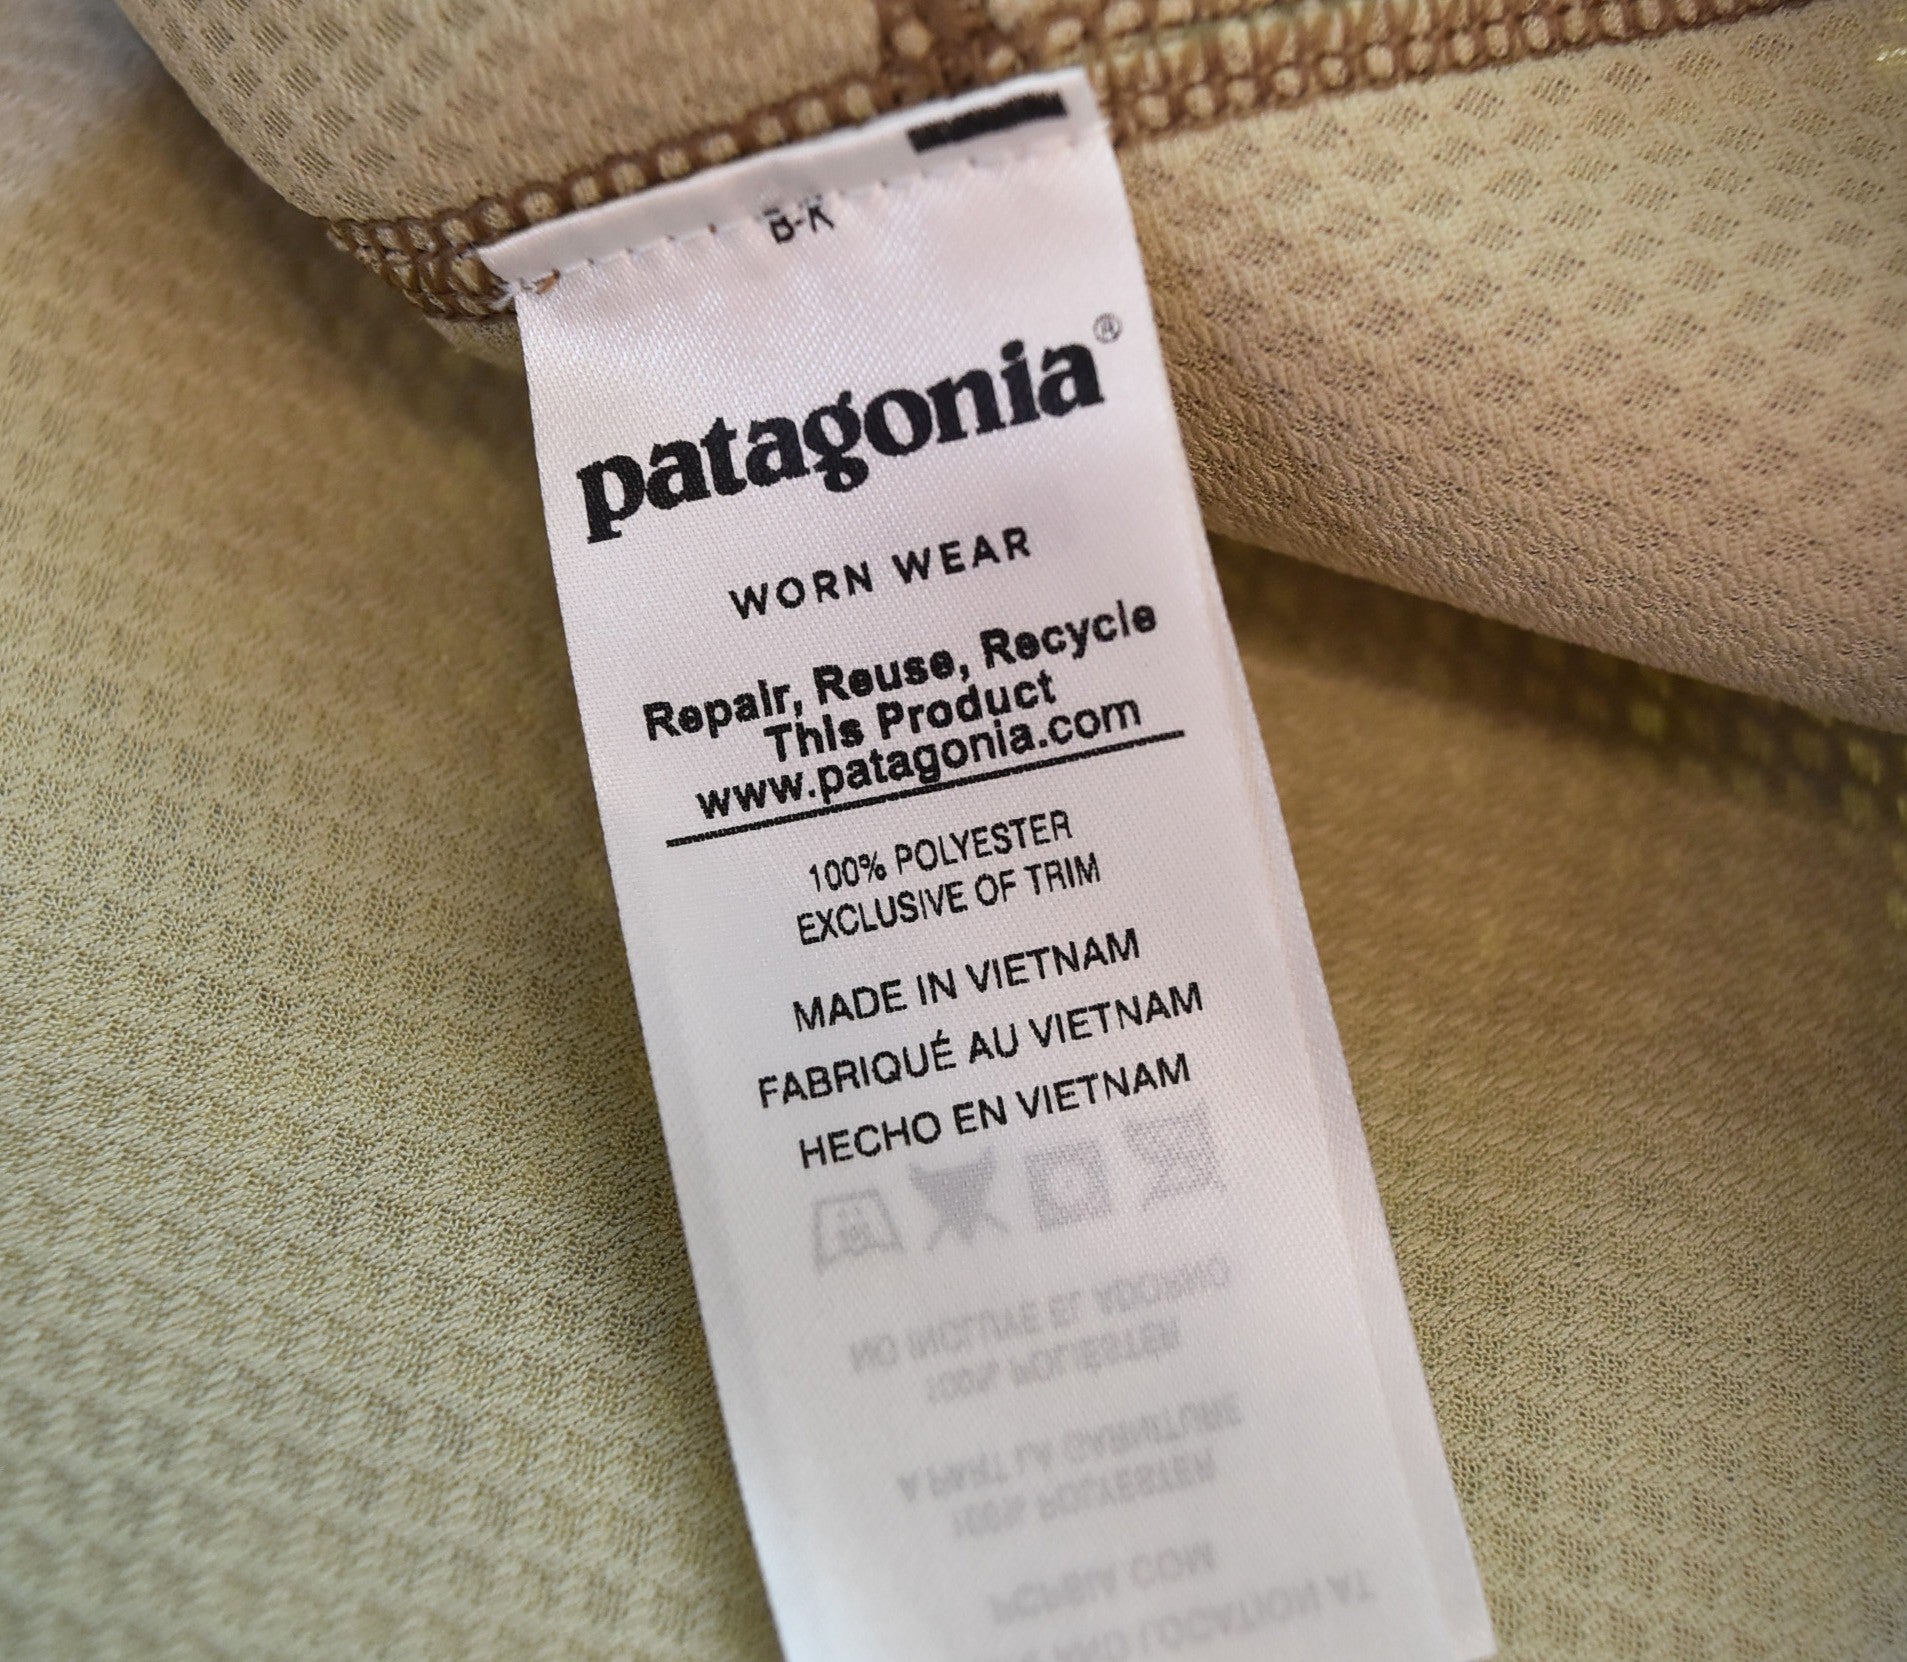 B-K
patagonia®
WORN WEAR
Repair, Reuse, Recycle
This Product
www.patagonia.com
100% POLYESTER
EXCLUSIVE OF TRIM
MADE IN VIETNAM
FABRIQUÉ AU VIETNAM
HECHO EN VIETNAM